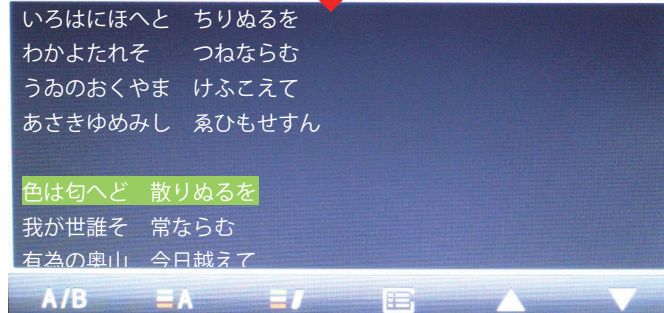 いろはにほへと　ちりぬるを
わかよたれそ　　つねならむ
うゐのおくやま　けふこえて
あさきゆめみし　ゑひもせすん
色は匂へど　散りぬるを
我が世誰そ　常ならむ
有為の奥山　今日越えて
A/B　A